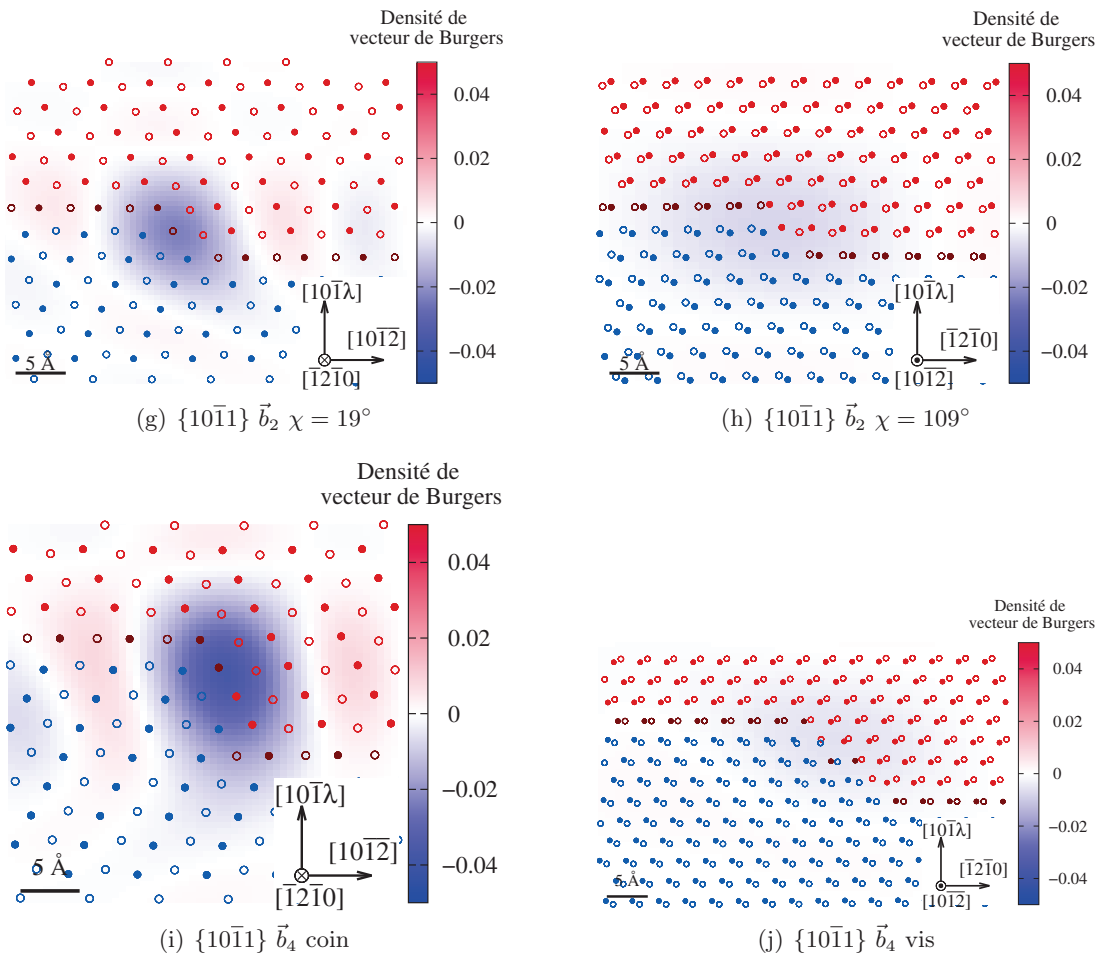 Densité de
vecteur de Burgers
0.04
0.02
0
−0.02
−0.04
[10$\overline{1}$λ]
[10$\overline{1}$$\overline{2}$]
[$\overline{1}$2$\overline{1}$0]
5 Å
(g) {10$\overline{1}$1} $\vec{b}_2$ χ = 19°
Densité de
vecteur de Burgers
0.04
0.02
0
−0.02
−0.04
[10$\overline{1}$λ]
[$\overline{1}$2$\overline{1}$0]
[10$\overline{1}$$\overline{2}$]
5 Å
(h) {10$\overline{1}$1} $\vec{b}_2$ χ = 109°
Densité de
vecteur de Burgers
0.04
0.02
0
−0.02
−0.04
[10$\overline{1}$λ]
[10$\overline{1}$$\overline{2}$]
[$\overline{1}$2$\overline{1}$0]
5 Å
(i) {10$\overline{1}$1} $\vec{b}_4$ coin
Densité de
vecteur de Burgers
0.04
0.02
0
−0.02
−0.04
[10$\overline{1}$λ]
[$\overline{1}$2$\overline{1}$0]
[10$\overline{1}$$\overline{2}$]
5 Å
(j) {10$\overline{1}$1} $\vec{b}_4$ vis